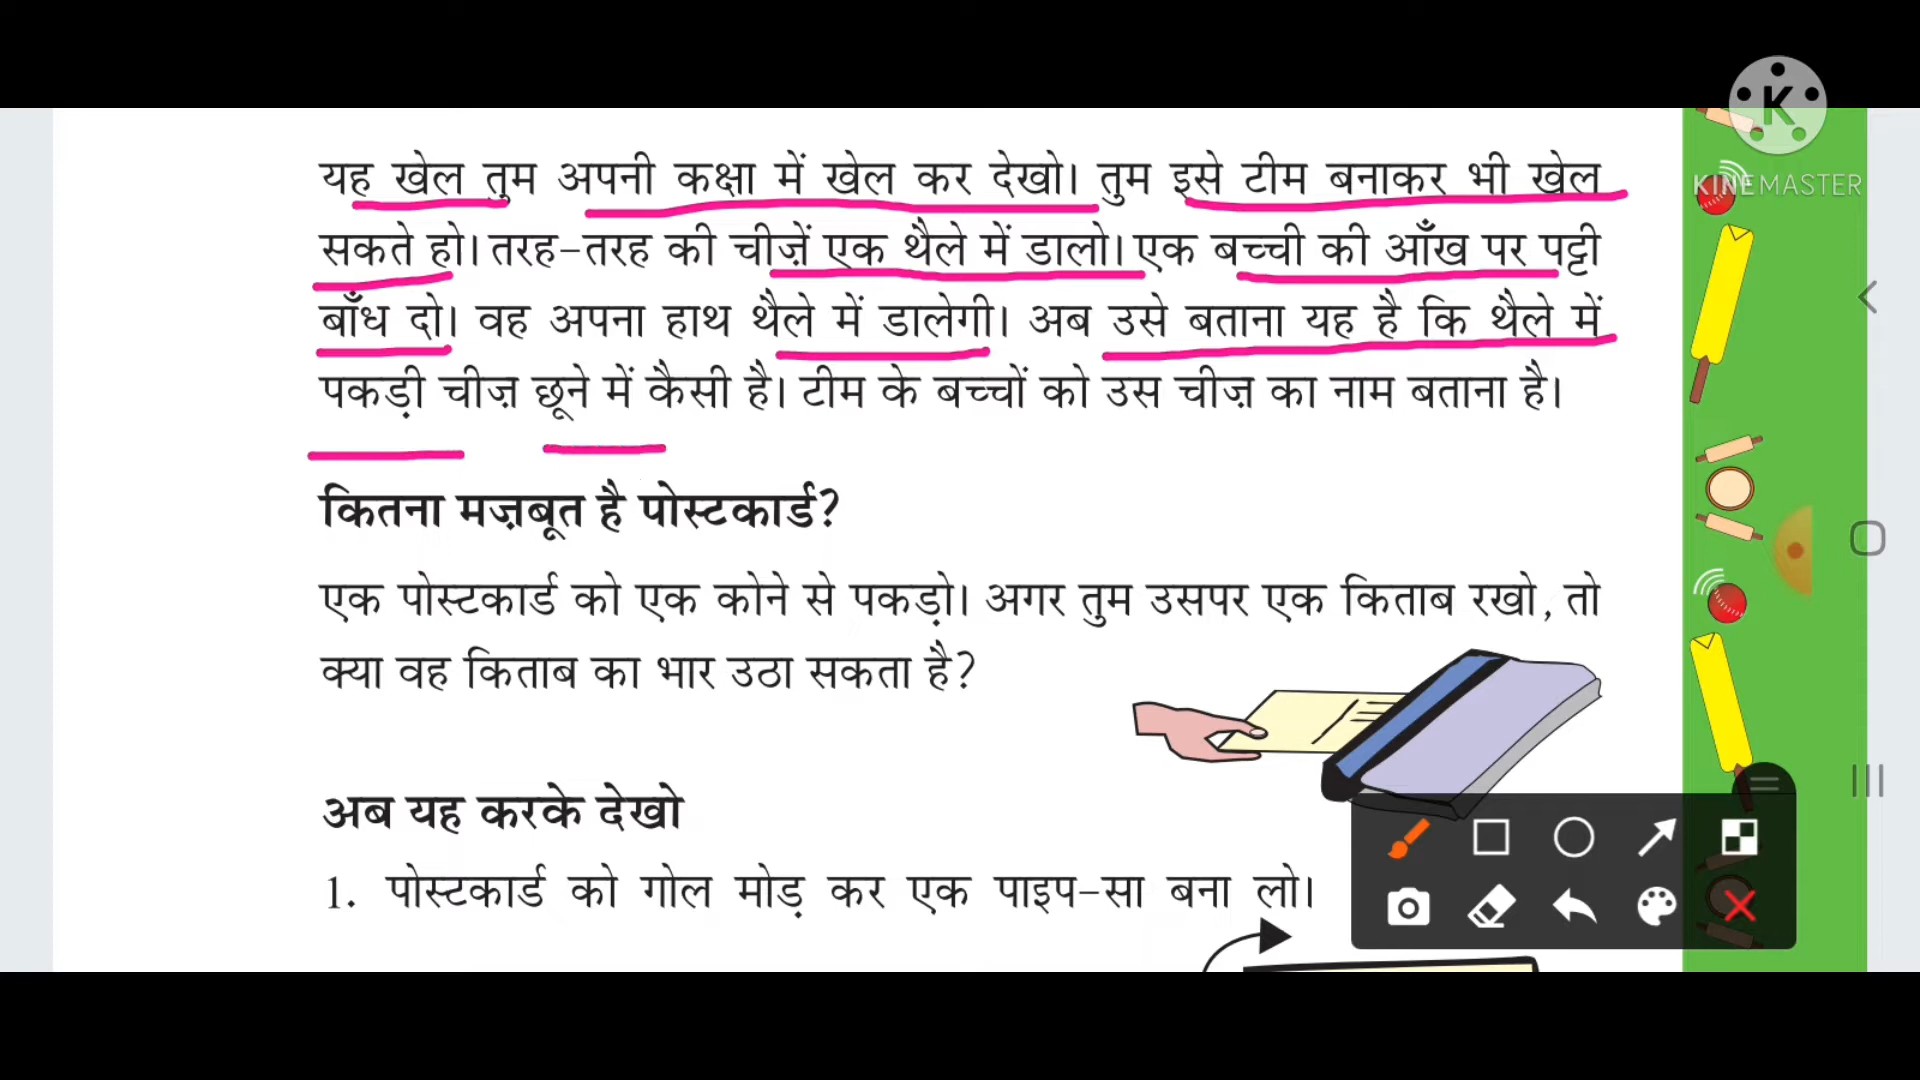 यह खेल तुम अपनी कक्षा में खेल कर देखो। तुम इसे टीम बनाकर भी खेल
सकते हो। तरह-तरह की चीज़ें एक थैले में डालो। एक बच्ची की आँख पर पट्टी
बाँध दो। वह अपना हाथ थैले में डालेगी। अब उसे बताना यह है कि थैले में
पकड़ी चीज़ छूने में कैसी है। टीम के बच्चों को उस चीज़ का नाम बताना है।
कितना मज़बूत है पोस्टकार्ड?
एक पोस्टकार्ड को एक कोने से पकड़ो। अगर तुम उसपर एक किताब रखो, तो
क्या वह किताब का भार उठा सकता है?
अब यह करके देखो
1. पोस्टकार्ड को गोल मोड़ कर एक पाइप-सा बना लो।
K
KINEMASTER